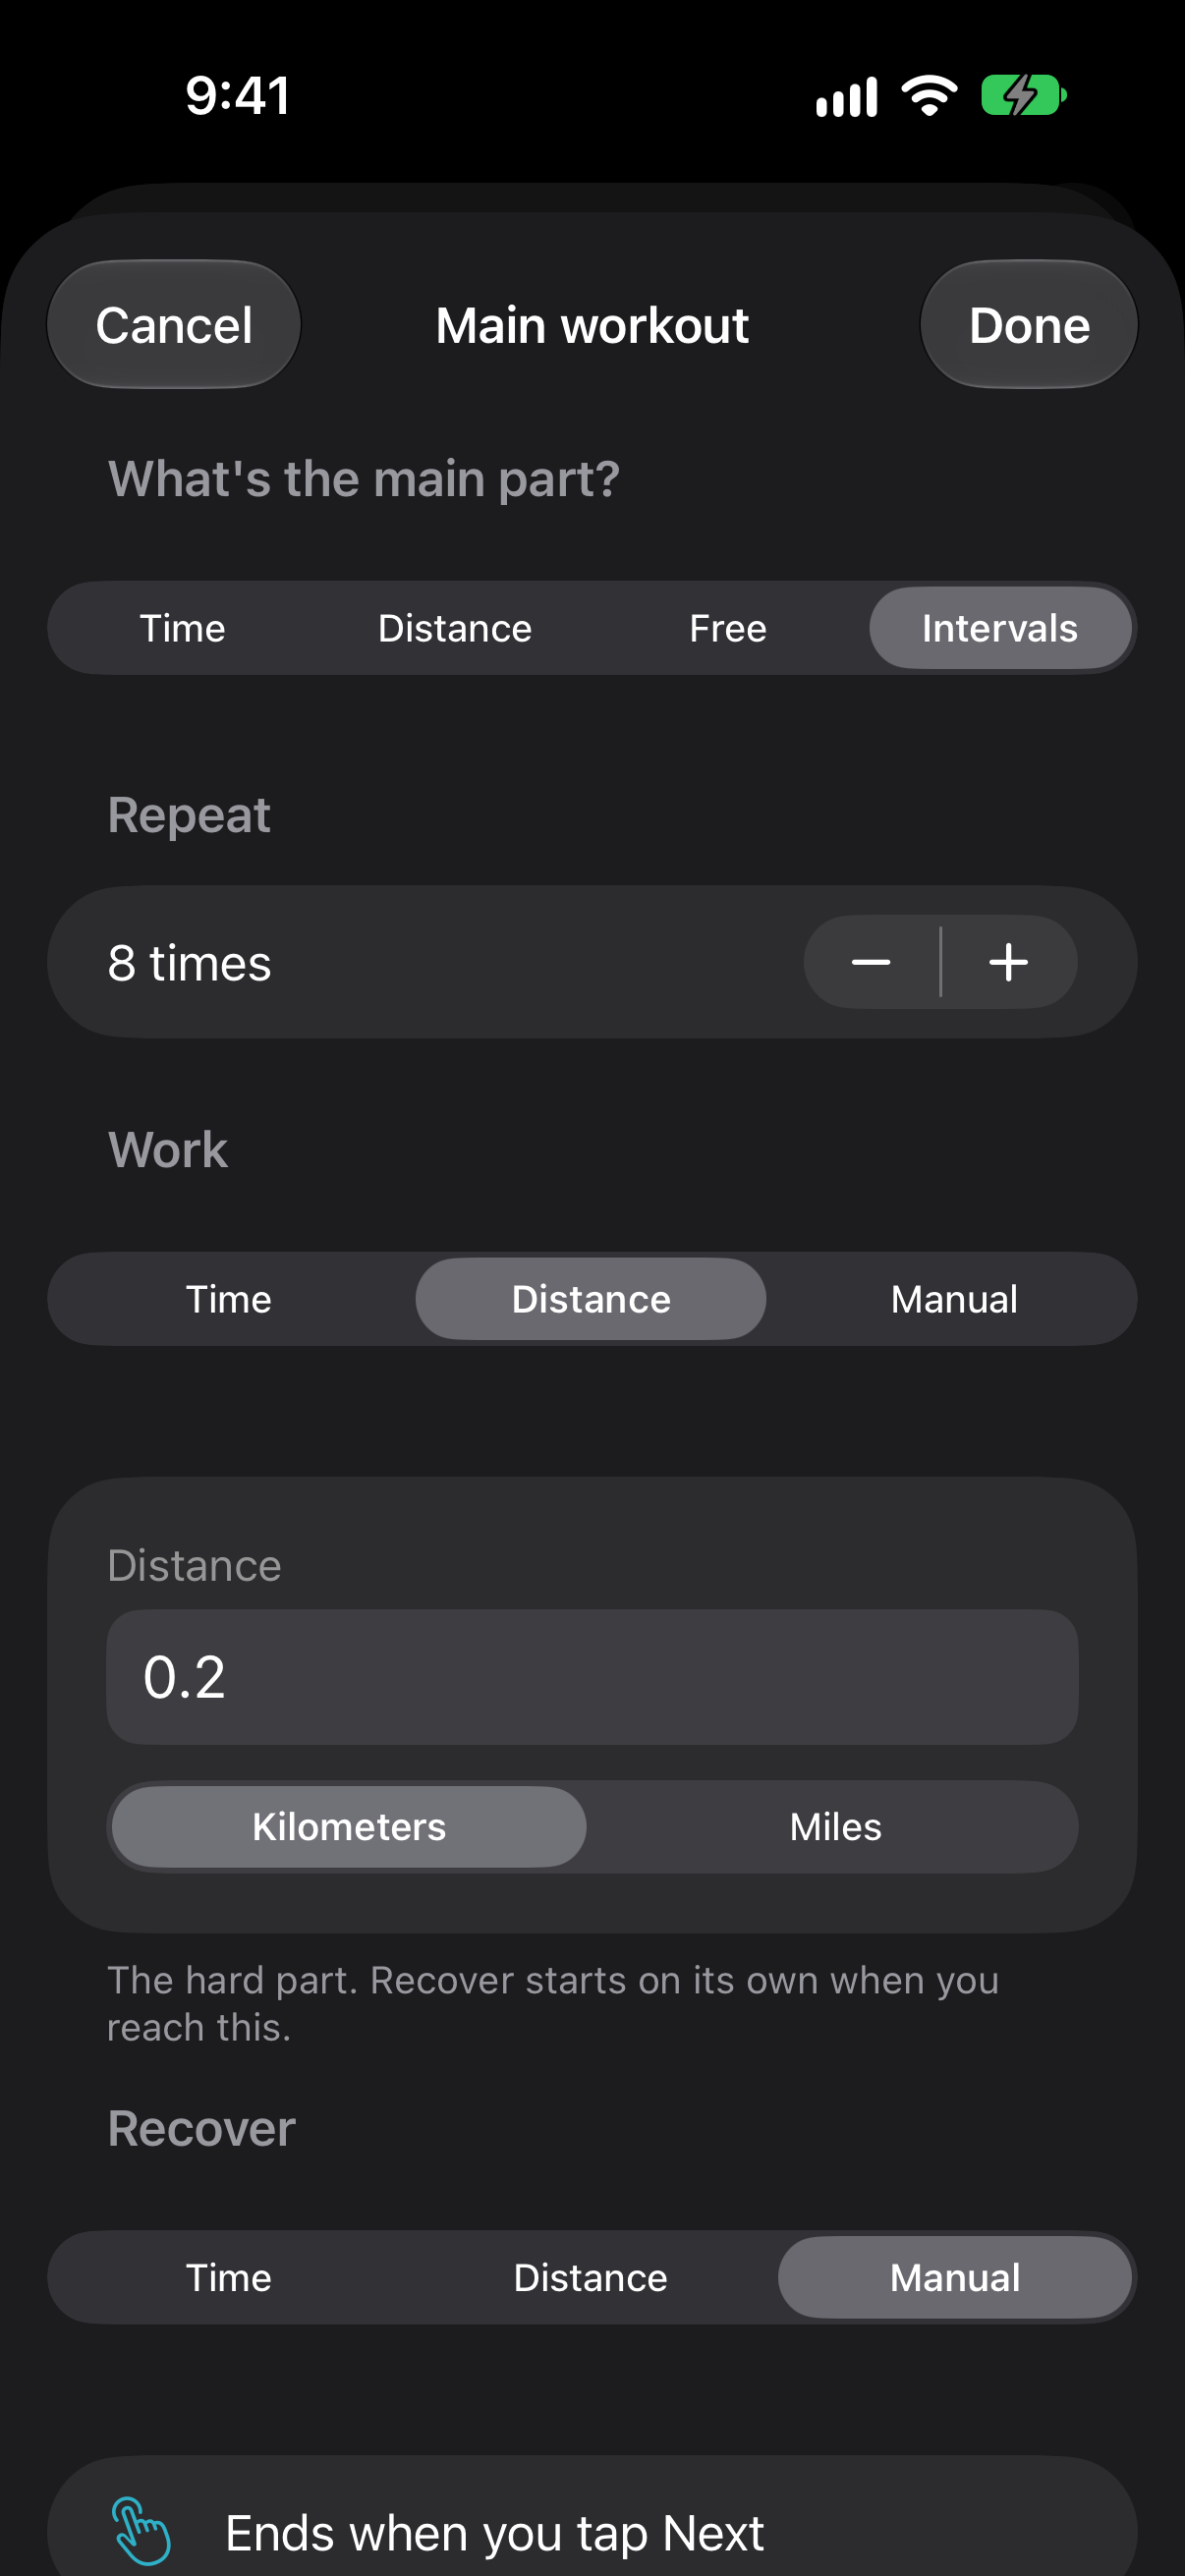 9:41
Cancel
Main workout
Done
What's the main part?
Time
Distance
Free
Intervals
Repeat
8 times
Work
Time
Distance
Manual
Distance
0.2
Kilometers
Miles
The hard part. Recover starts on its own when you
reach this.
Recover
Time
Distance
Manual
Ends when you tap Next